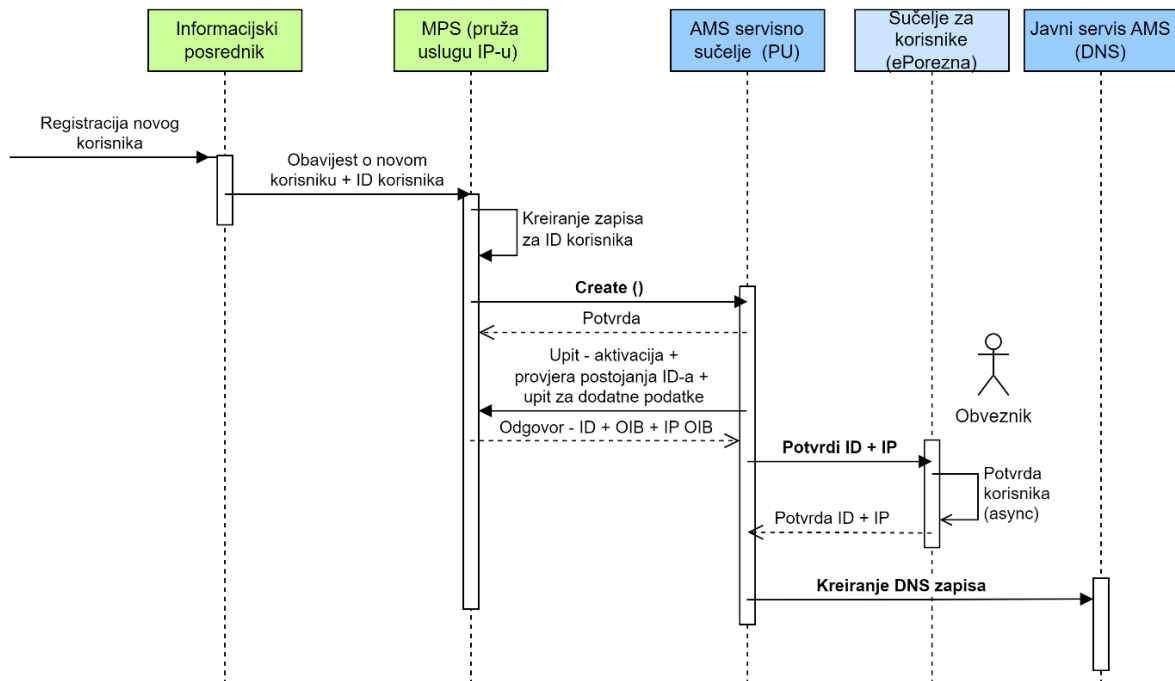 Informacijski
posrednik
MPS (pruža
uslugu IP-u)
AMS servisno
sučelje (PU)
Sučelje za
korisnike
(ePorezna)
Javni servis AMS
(DNS)
Registracija novog
korisnika
Obavijest o novom
korisniku + ID korisnika
Kreiranje zapisa
za ID korisnika
Create ()
Potvrda
Upit - aktivacija +
provjera postojanja ID-a +
upit za dodatne podatke
Odgovor - ID + OIB + IP OIB
Obveznik
Potvrdi ID + IP
Potvrda
korisnika
(async)
Potvrda ID + IP
Kreiranje DNS zapisa